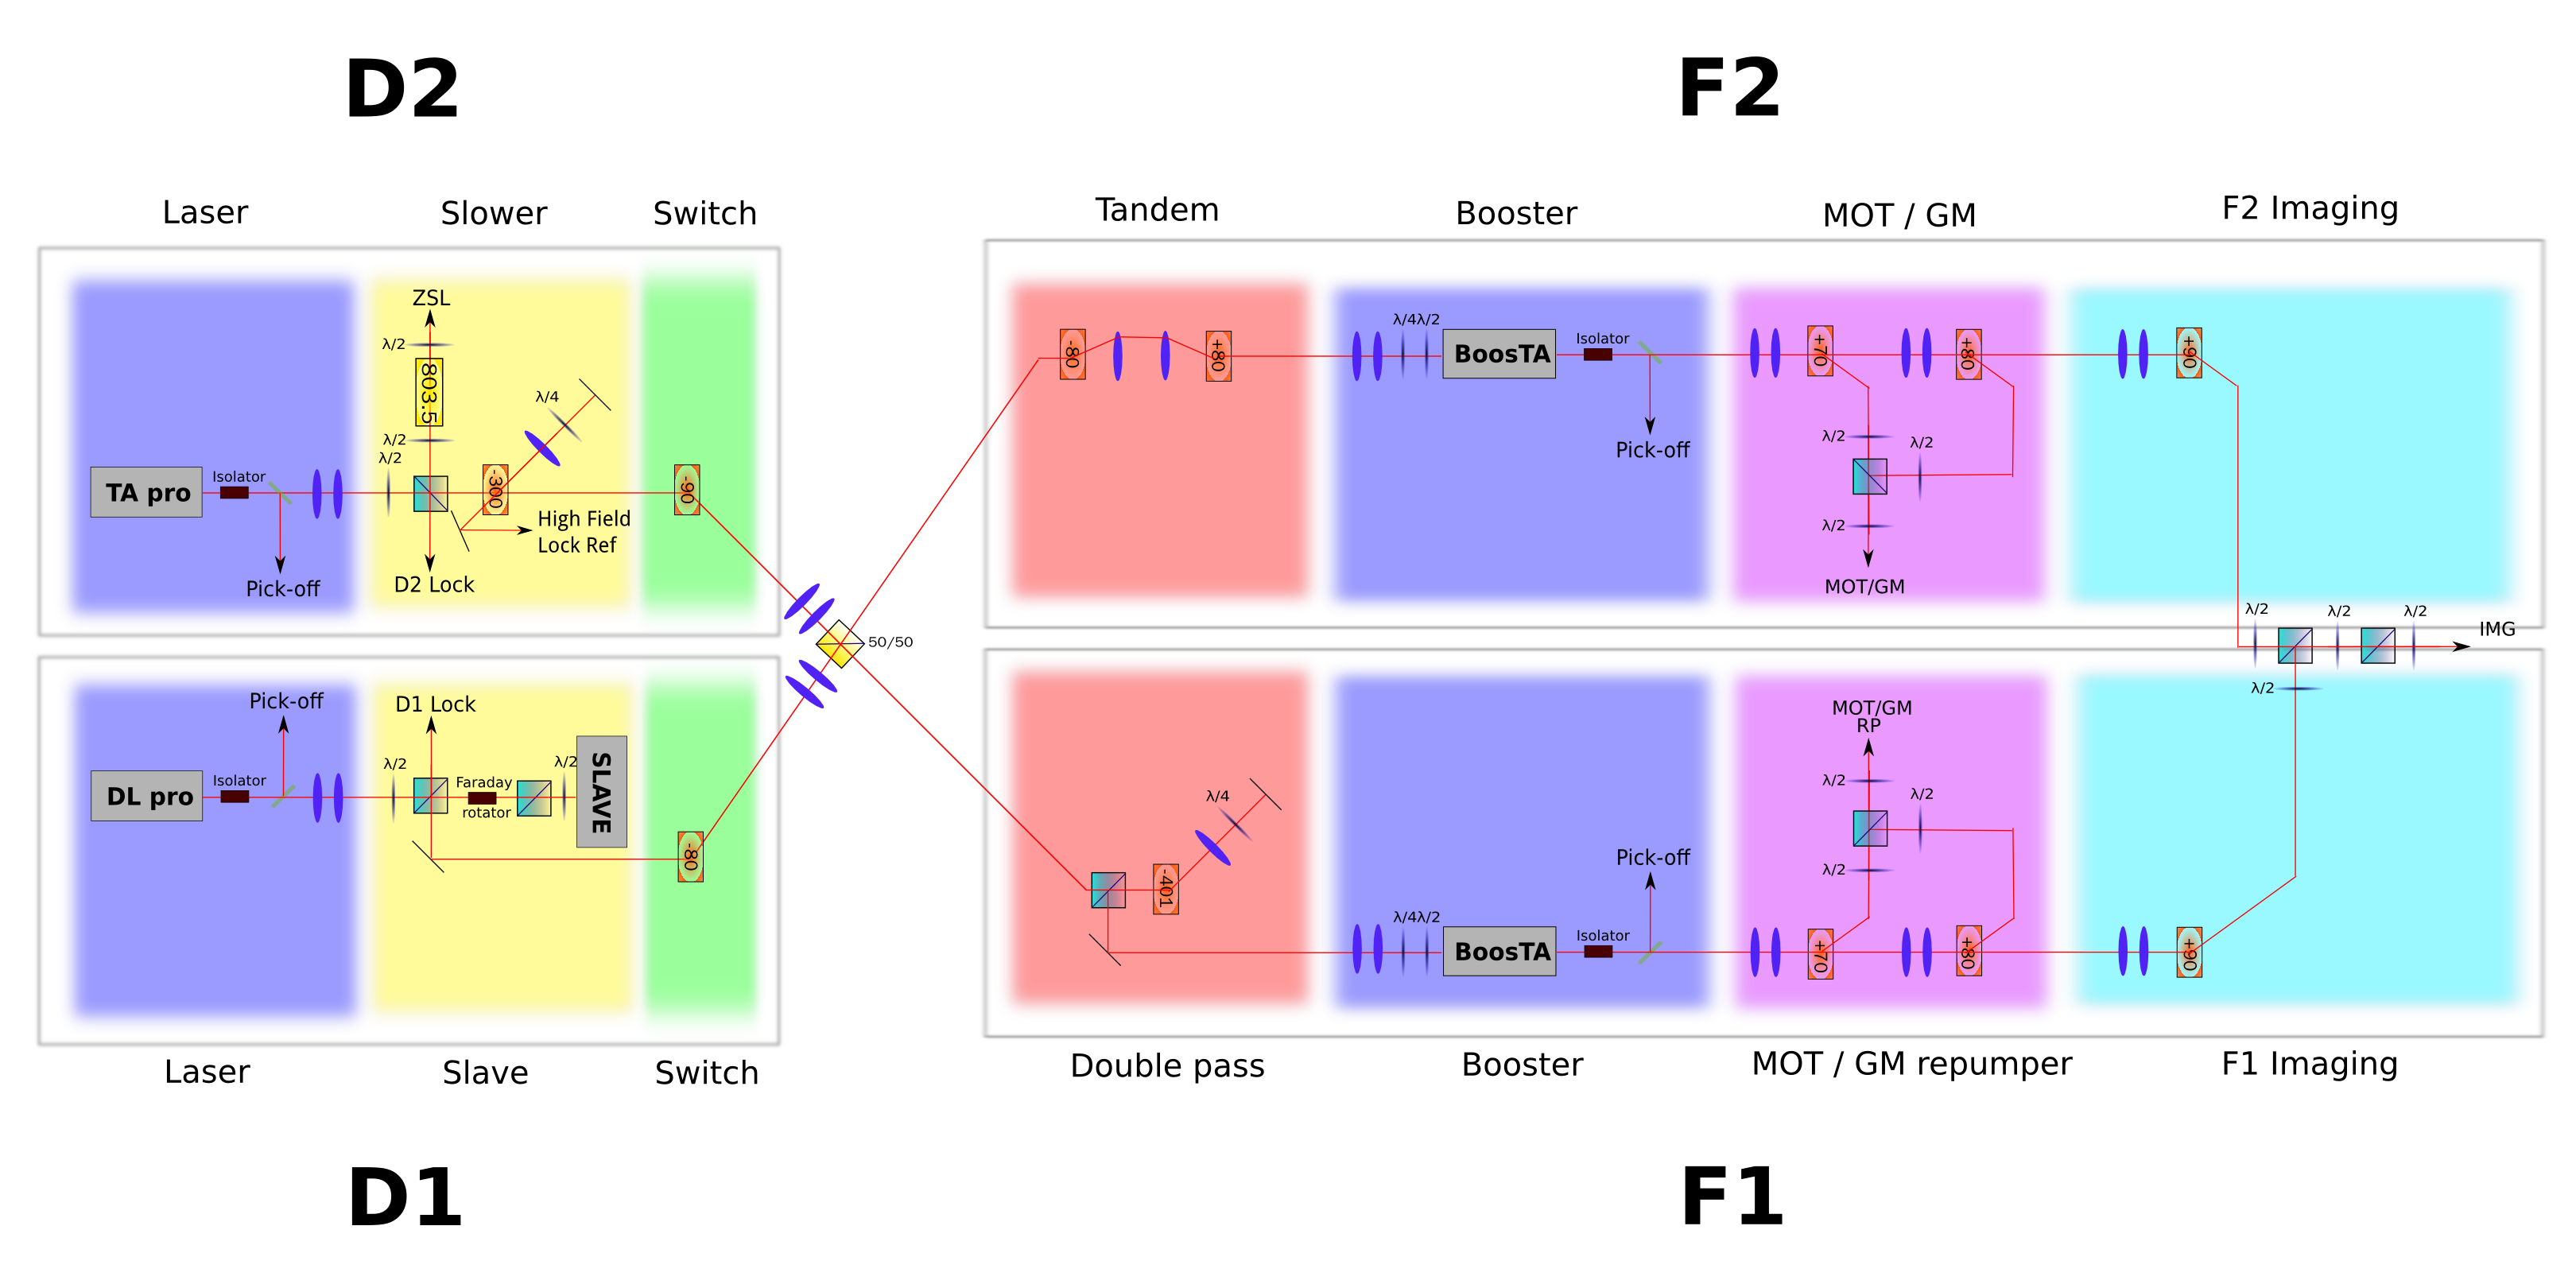 D2
F2
Laser
Slower
Switch
Tandem
Booster
MOT / GM
F2 Imaging
ZSL
λ/2
803.5
λ/2
λ/2
λ/4
TA pro
Isolator
-300
-90
High Field
Lock Ref
Pick-off
D2 Lock
-80
+80
λ/4λ/2
BoosTA
Isolator
Pick-off
+70
+80
λ/2
λ/2
λ/2
MOT/GM
+90
50/50
λ/2
λ/2
λ/2
IMG
λ/2
Pick-off
D1 Lock
DL pro
Isolator
λ/2
Faraday
rotator
λ/2
SLAVE
-80
λ/4
-401
Pick-off
λ/4λ/2
BoosTA
Isolator
MOT/GM
RP
λ/2
λ/2
λ/2
+70
+80
+90
Laser
Slave
Switch
Double pass
Booster
MOT / GM repumper
F1 Imaging
D1
F1